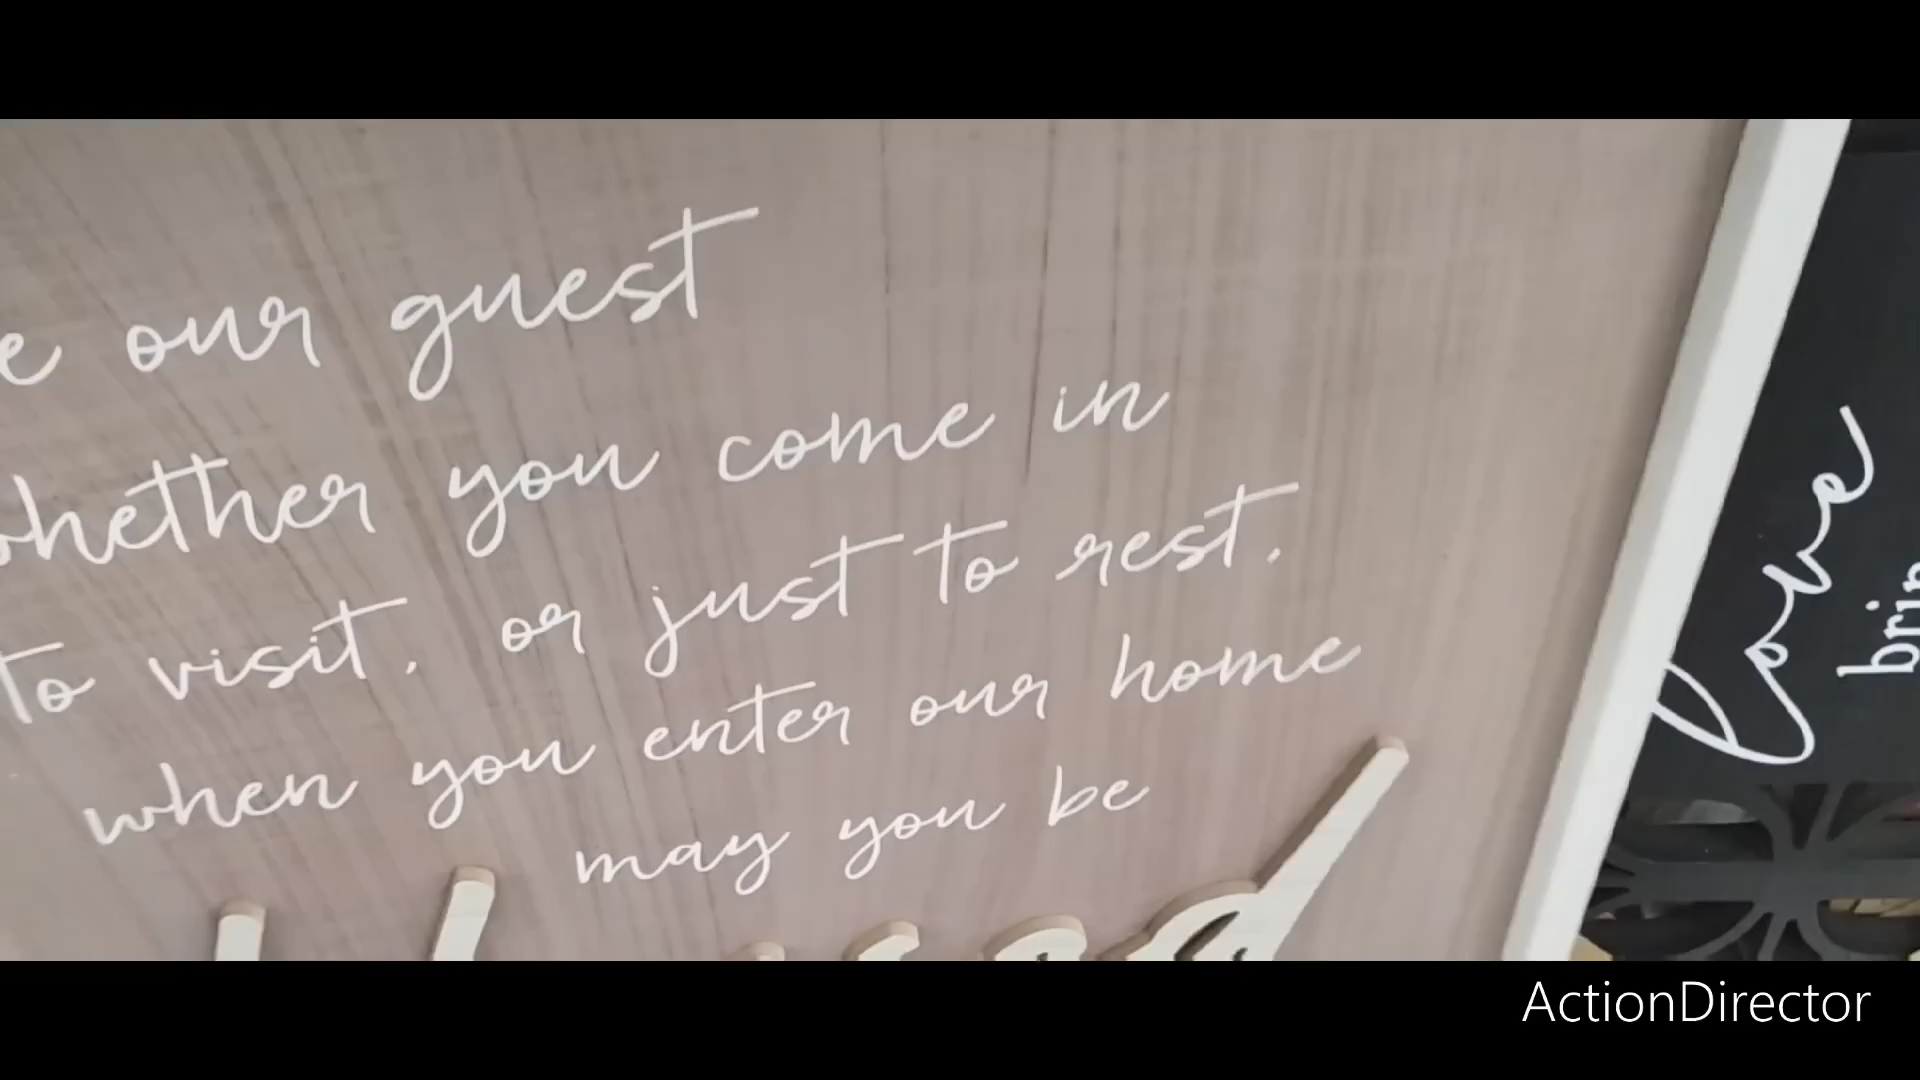 our guest
whether you come in
to visit, or just to rest,
when you enter our home
may you be
love
ActionDirector